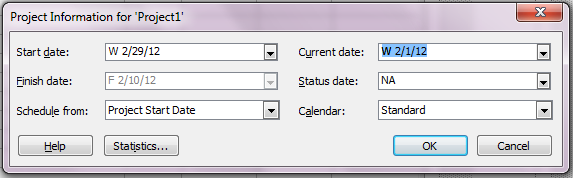 Project Information for 'Project1'
Start date: W 2/29/12 Current date: W 2/1/12
Finish date: F 2/10/12 Status date: NA
Schedule from: Project Start Date Calendar: Standard
Help Statistics... OK Cancel